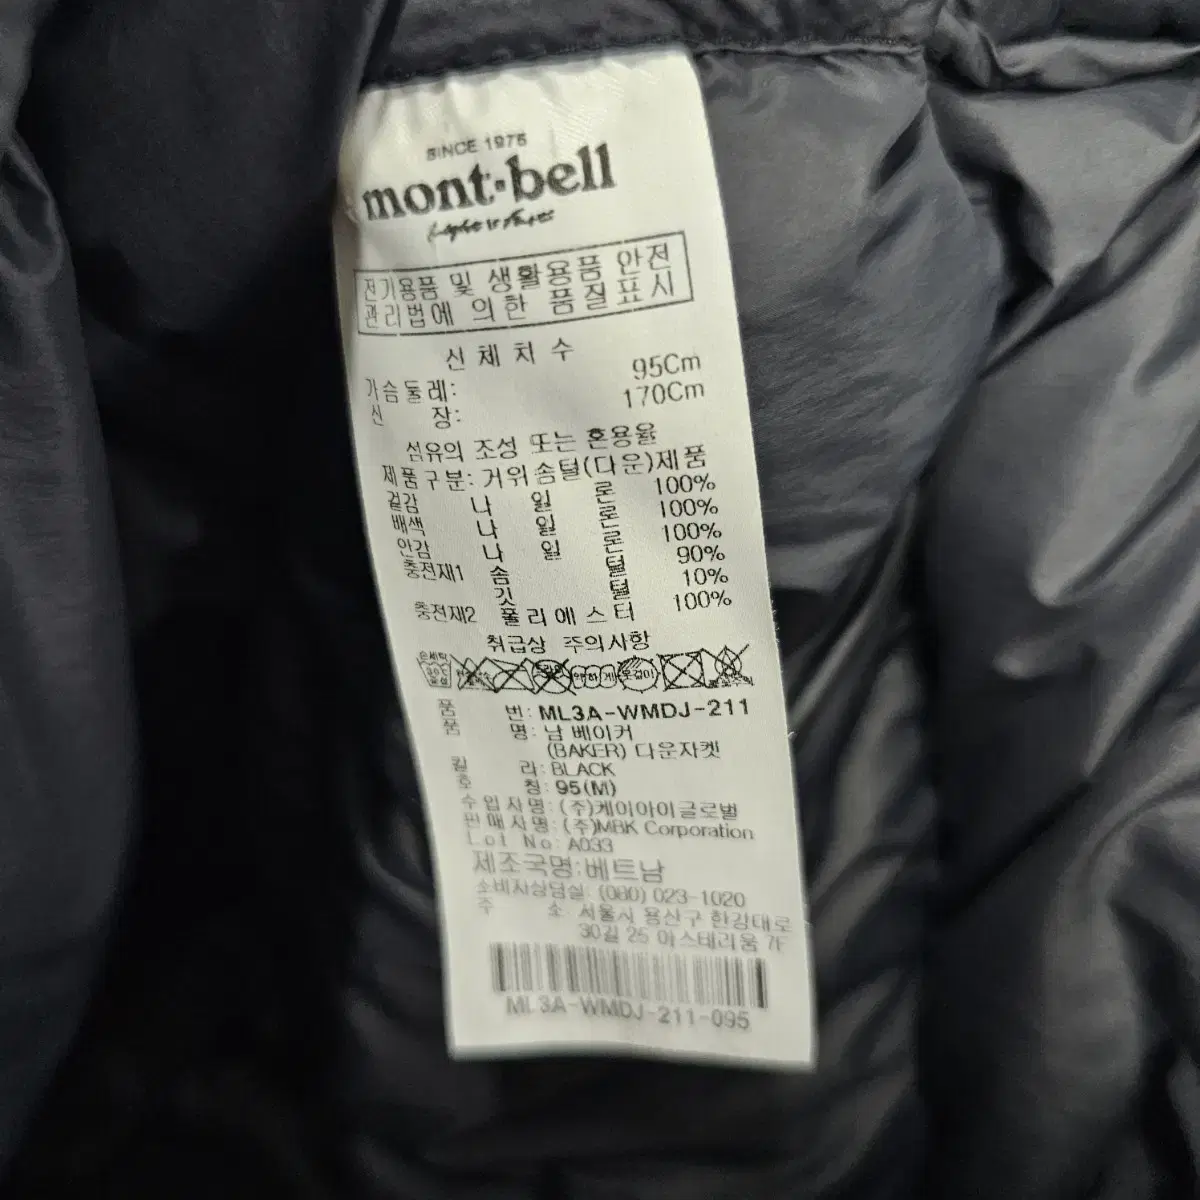 SINCE 1975
mont·bell
Light & Fast
전기용품 및 생활용품 안전
관리법에 의한 품질표시
신체치수
가슴둘레: 95Cm
신 장: 170Cm
섬유의 조성 또는 혼용율
제품구분: 거위솜털(다운)제품
겉감 나 일 론 100%
배색 나 일 론 100%
안감 나 일 론 100%
충전재1 솜 털 90%
깃 털 10%
충전재2 폴리에스터 100%
취급상 주의사항
품 번: ML3A-WMDJ-211
품 명: 남 베이커
(BAKER) 다운자켓
컬 라: BLACK
호 칭: 95(M)
수입자명: (주)케이아이글로벌
판매자명: (주)MBK Corporation
Lot No: A033
제조국명:베트남
소비자상담실: (080) 023-1020
주 소: 서울시 용산구 한강대로
30길 25 아스테리움 7F
ML3A-WMDJ-211-095